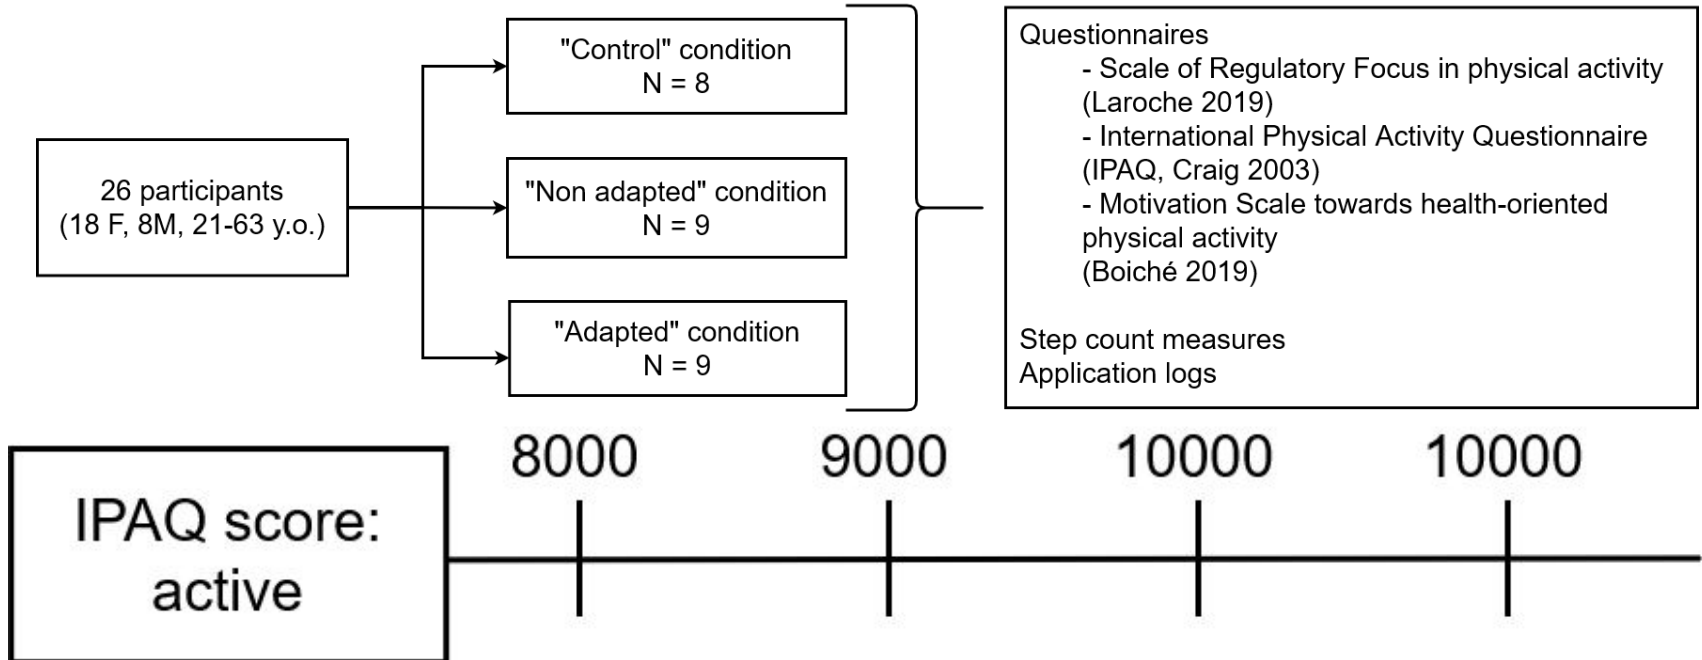 26 participants
(18 F, 8M, 21-63 y.o.)
"Control" condition
N = 8
"Non adapted" condition
N = 9
"Adapted" condition
N = 9
Questionnaires
- Scale of Regulatory Focus in physical activity
(Laroche 2019)
- International Physical Activity Questionnaire
(IPAQ, Craig 2003)
- Motivation Scale towards health-oriented
physical activity
(Boiché 2019)
Step count measures
Application logs
IPAQ score:
active
8000
9000
10000
10000